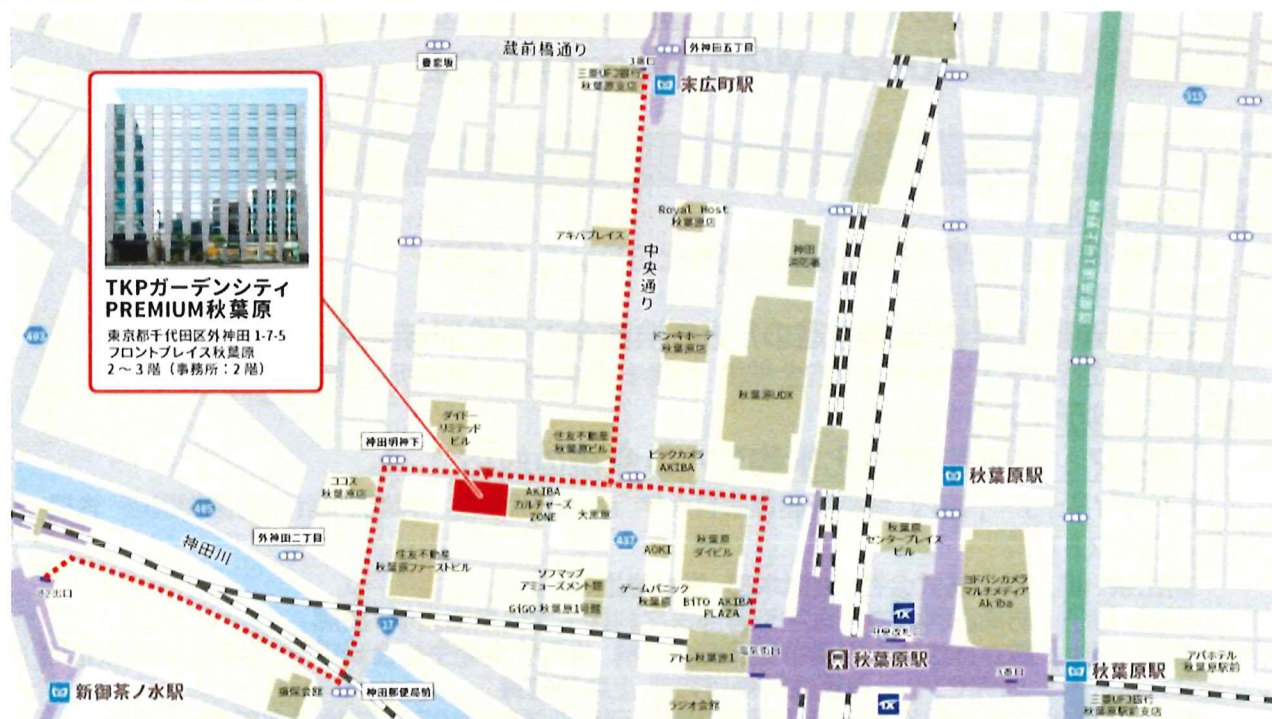 蔵前橋通り
外神田五丁目
妻恋坂
三菱UFJ銀行
秋葉原支店
末広町駅
315
TKPガーデンシティ
PREMIUM秋葉原
東京都千代田区外神田 1-7-5
フロントプレイス秋葉原
2～3階（事務所：2階）
Royal Host
秋葉原店
アキバプレイス
神田
消防署
中央通り
首都高速1号上野線
ドン・キホーテ
秋葉原店
秋葉原UDX
ダイドー
リミテッド
ビル
住友不動産
秋葉原ビル
神田明神下
ビックカメラ
AKIBA
秋葉原駅
ココス
秋葉原店
AKIBA
カルチャーズ
ZONE
405
外神田二丁目
神田川
437
AOKI
秋葉原
ダイビル
秋葉原
センタープレイス
ビル
住友不動産
秋葉原ファーストビル
ソフマップ
アミューズメント館
ゲームパニック
秋葉原
BiTO AKIBA
PLAZA
GiGO 秋葉原1号館
ヨドバシカメラ
マルチメディア
Akiba
17
アトレ秋葉原1
電気街口
秋葉原駅
秋葉原駅
アパホテル
秋葉原駅前
新御茶ノ水駅
神田郵便局前
ラジオ会館
三菱UFJ銀行
秋葉原駅前支店